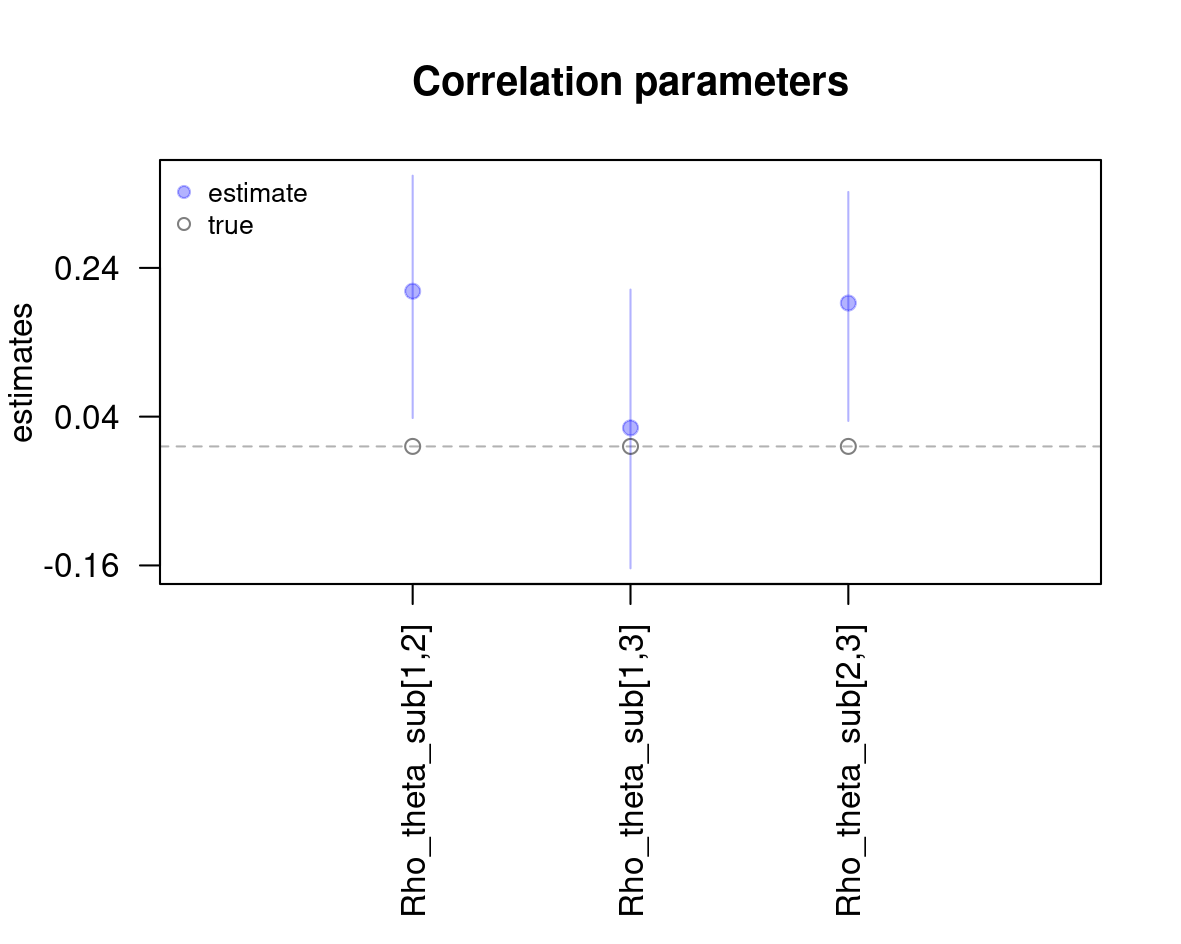 Correlation parameters
estimate
true
estimates
0.24
0.04
-0.16
Rho_theta_sub[1,2]
Rho_theta_sub[1,3]
Rho_theta_sub[2,3]